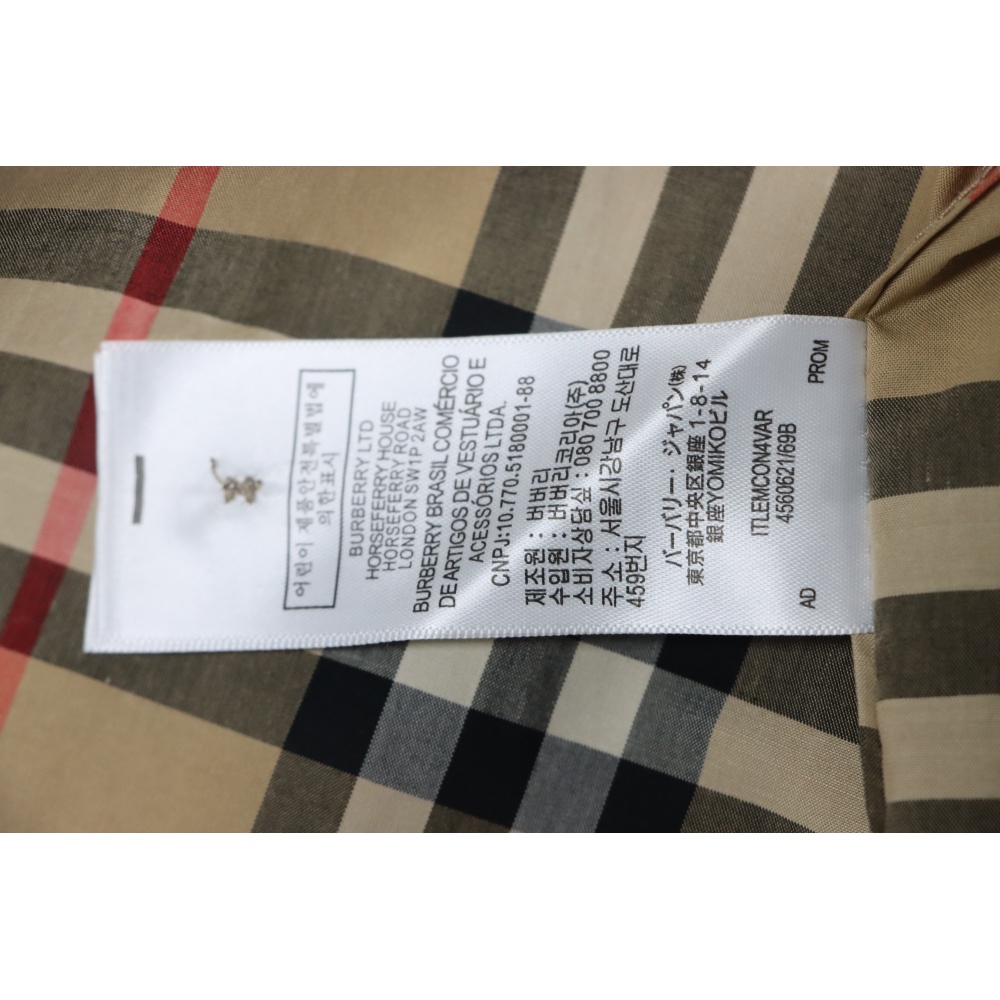 어린이 제품안전특별법에
의한표시
BURBERRY LTD
HORSEFERRY HOUSE
HORSEFERRY ROAD
LONDON SW1P 2AW
BURBERRY BRASIL COMÉRCIO
DE ARTIGOS DE VESTUÁRIO E
ACESSÓRIOS LTDA.
CNPJ:10.770.5180001-88
제조원 : 버버리
수입원 : 버버리코리아(주)
소비자상담실 : 080 700 8800
주소 : 서울시강남구 도산대로
459번지
バーバリー・ジャパン(株)
東京都中央区銀座 1-8-14
銀座YOMIKOビル
ITLEMCON4VAR
4560621/69B
AD PROM